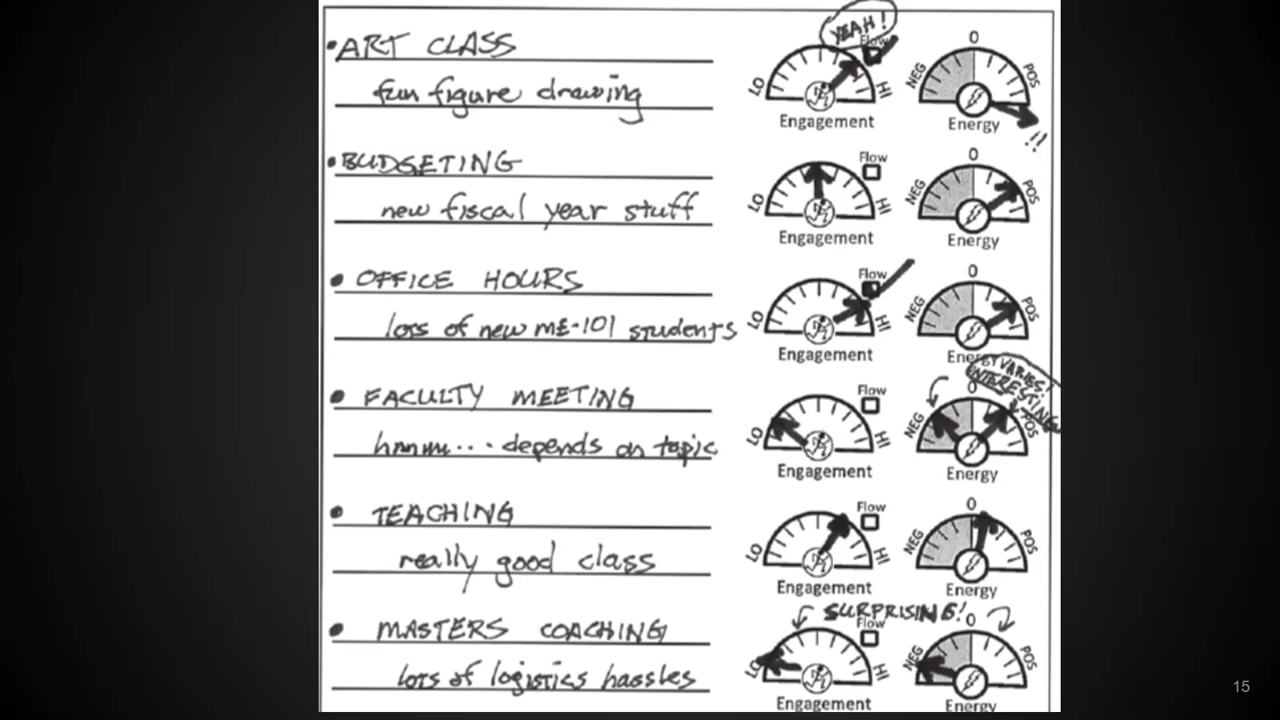 YEAH!
• ART CLASS
Flow
0
NEG
POS
LO
HI
fun figure drawing
Engagement
Energy
!!
• BUDGETING
Flow
0
NEG
POS
LO
HI
new fiscal year stuff
Engagement
Energy
• OFFICE HOURS
Flow
0
NEG
POS
LO
HI
lots of new ME-101 students
Engagement
Energy
VARIES!
INTERESTING
• FACULTY MEETING
Flow
0
NEG
POS
LO
HI
hmmm... depends on topic
Engagement
Energy
• TEACHING
Flow
0
NEG
POS
LO
HI
really good class
Engagement
Energy
SURPRISING!
• MASTERS COACHING
Flow
0
NEG
POS
LO
HI
lots of logistics hassles
Engagement
Energy
15